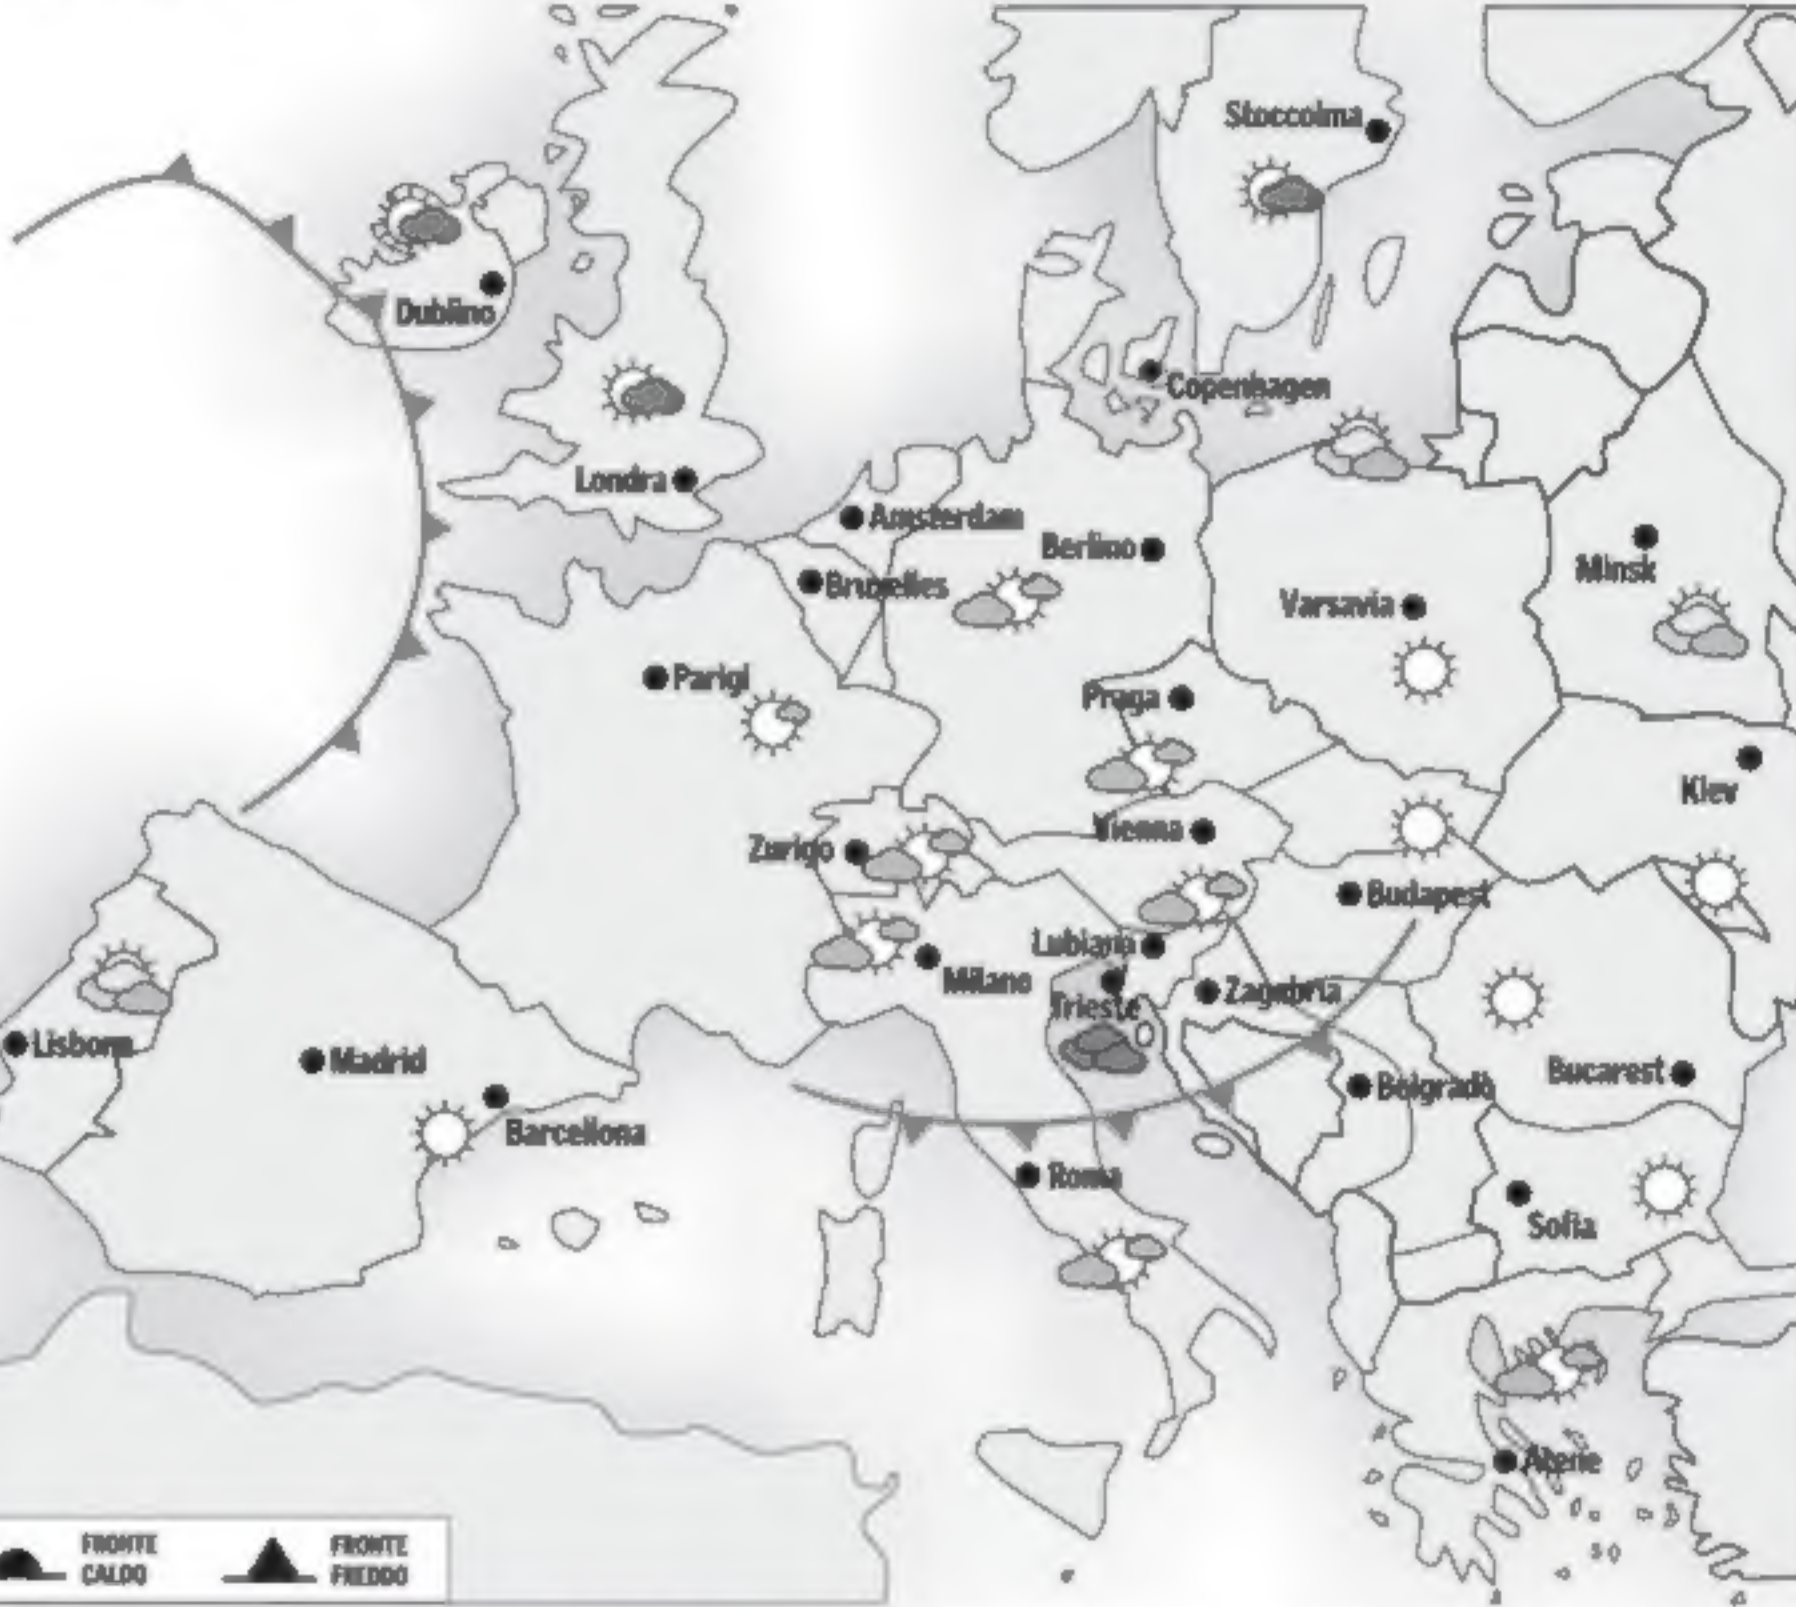 Stoccolma
Dublino
Copenhagen
Londra
Amsterdam
Berlino
Minsk
Bruxelles
Varsavia
Parigi
Praga
Kiev
Vienna
Zurigo
Budapest
Lubiana
Milano
Trieste
Zagabria
Lisbona
Madrid
Bucarest
Belgrado
Barcellona
Roma
Sofia
Atene
FRONTE
CALDO
FRONTE
FREDDO